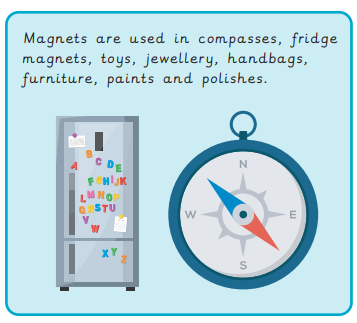 Magnets are used in compasses, fridge
magnets, toys, jewellery, handbags,
furniture, paints and polishes.
A B C D E
F G H I J K
L M N O P
Q R S T U
V
W
X Y Z
N
W E
S